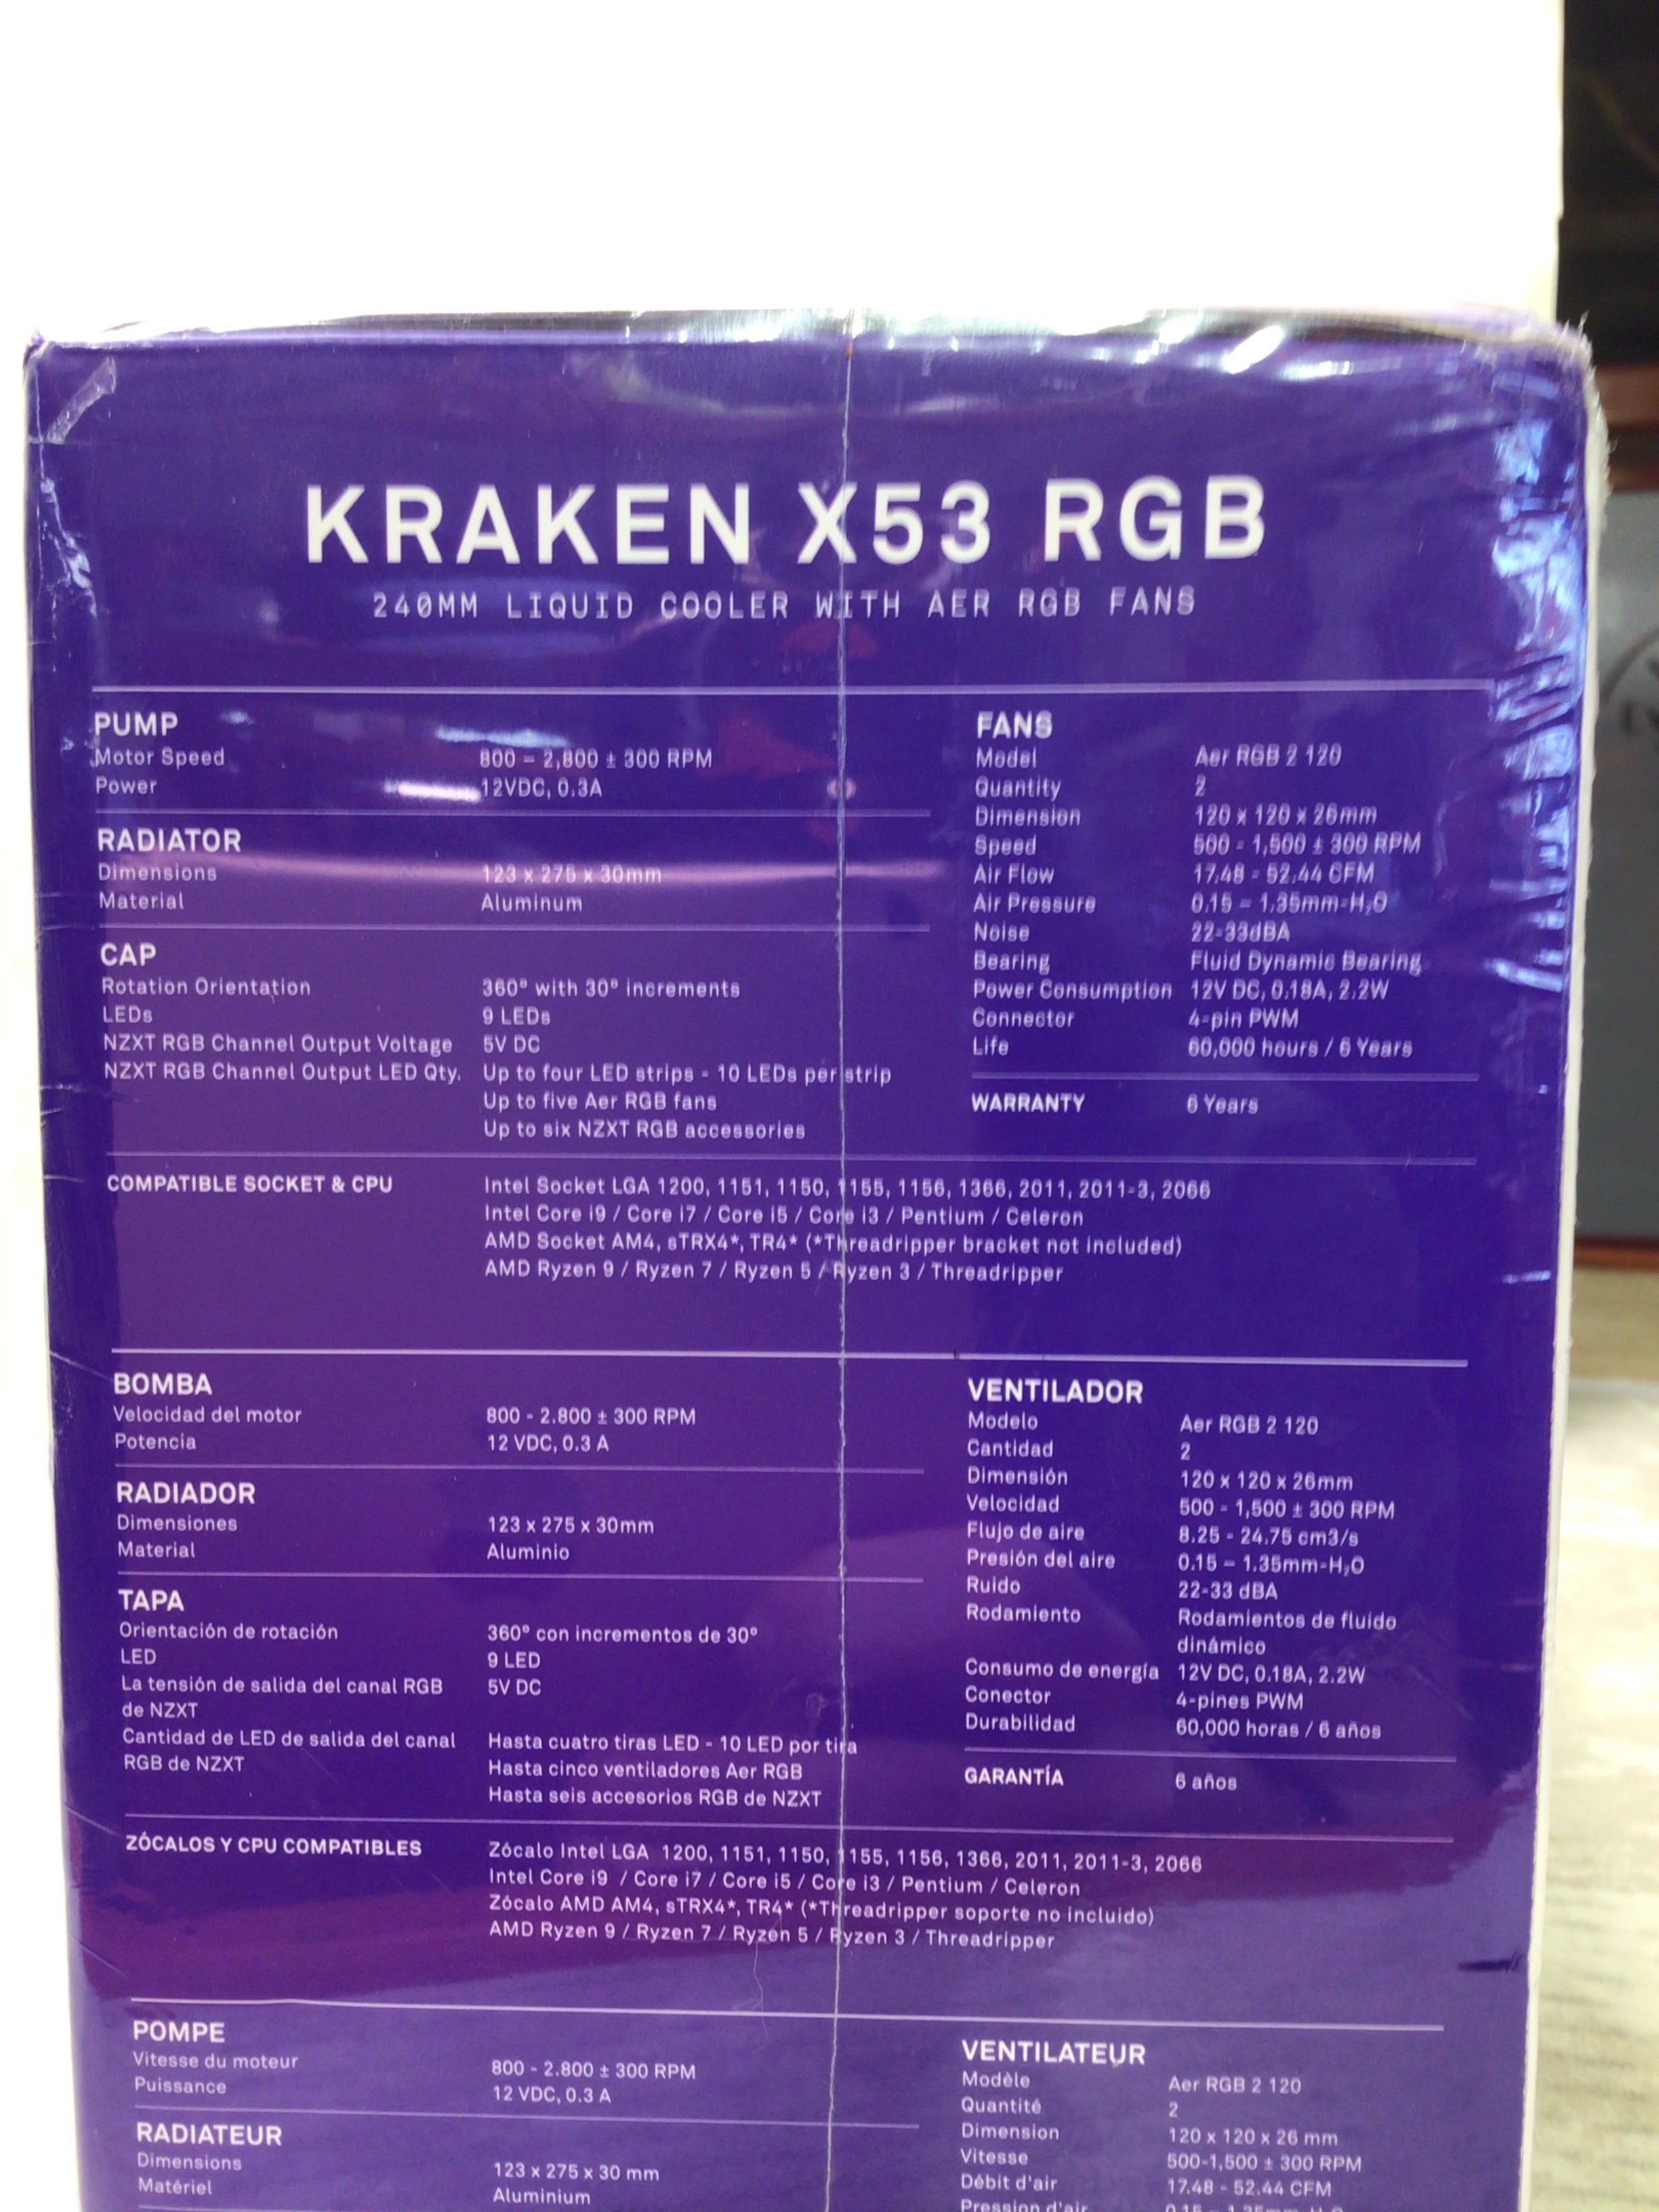 KRAKEN X53 RGB
240MM LIQUID COOLER WITH AER RGB FANS
PUMP
Motor Speed 800 – 2,800 ± 300 RPM
Power 12VDC, 0.3A
RADIATOR
Dimensions 123 x 275 x 30mm
Material Aluminum
CAP
Rotation Orientation 360º with 30º increments
LEDs 9 LEDs
NZXT RGB Channel Output Voltage 5V DC
NZXT RGB Channel Output LED Qty. Up to four LED strips - 10 LEDs per strip
Up to five Aer RGB fans
Up to six NZXT RGB accessories
FANS
Model Aer RGB 2 120
Quantity 2
Dimension 120 x 120 x 26mm
Speed 500 - 1,500 ± 300 RPM
Air Flow 17.48 - 52.44 CFM
Air Pressure 0.15 – 1.35mm-H₂O
Noise 22-33dBA
Bearing Fluid Dynamic Bearing
Power Consumption 12V DC, 0.18A, 2.2W
Connector 4-pin PWM
Life 60,000 hours / 6 Years
WARRANTY 6 Years
COMPATIBLE SOCKET & CPU Intel Socket LGA 1200, 1151, 1150, 1155, 1156, 1366, 2011, 2011-3, 2066
Intel Core i9 / Core i7 / Core i5 / Core i3 / Pentium / Celeron
AMD Socket AM4, sTRX4*, TR4* (*Threadripper bracket not included)
AMD Ryzen 9 / Ryzen 7 / Ryzen 5 / Ryzen 3 / Threadripper
BOMBA
Velocidad del motor 800 - 2.800 ± 300 RPM
Potencia 12 VDC, 0.3 A
RADIADOR
Dimensiones 123 x 275 x 30mm
Material Aluminio
TAPA
Orientación de rotación 360º con incrementos de 30º
LED 9 LED
La tensión de salida del canal RGB 5V DC
de NZXT
Cantidad de LED de salida del canal Hasta cuatro tiras LED - 10 LED por tira
RGB de NZXT Hasta cinco ventiladores Aer RGB
Hasta seis accesorios RGB de NZXT
VENTILADOR
Modelo Aer RGB 2 120
Cantidad 2
Dimensión 120 x 120 x 26mm
Velocidad 500 - 1,500 ± 300 RPM
Flujo de aire 8.25 - 24.75 cm3/s
Presión del aire 0.15 – 1.35mm-H₂O
Ruido 22-33 dBA
Rodamiento Rodamientos de fluido
dinámico
Consumo de energía 12V DC, 0.18A, 2.2W
Conector 4-pines PWM
Durabilidad 60,000 horas / 6 años
GARANTÍA 6 años
ZÓCALOS Y CPU COMPATIBLES Zócalo Intel LGA 1200, 1151, 1150, 1155, 1156, 1366, 2011, 2011-3, 2066
Intel Core i9 / Core i7 / Core i5 / Core i3 / Pentium / Celeron
Zócalo AMD AM4, sTRX4*, TR4* (*Threadripper soporte no incluido)
AMD Ryzen 9 / Ryzen 7 / Ryzen 5 / Ryzen 3 / Threadripper
POMPE
Vitesse du moteur 800 - 2.800 ± 300 RPM
Puissance 12 VDC, 0.3 A
RADIATEUR
Dimensions 123 x 275 x 30 mm
Matériel Aluminium
VENTILATEUR
Modèle Aer RGB 2 120
Quantité 2
Dimension 120 x 120 x 26 mm
Vitesse 500-1,500 ± 300 RPM
Débit d'air 17.48 - 52.44 CFM
Pression d'air